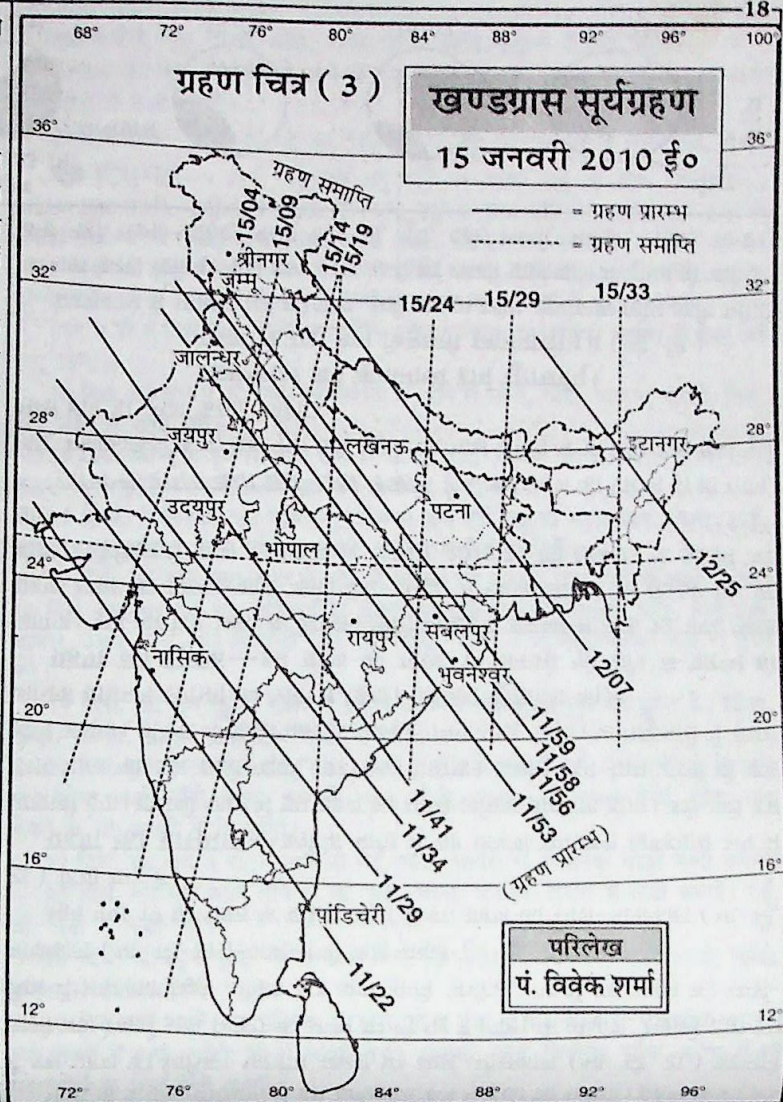 -18-
68° 72° 76° 80° 84° 88° 92° 96° 100°
ग्रहण चित्र ( 3 )
खण्डग्रास सूर्यग्रहण
15 जनवरी 2010 ई०
36° 36°
ग्रहण समाप्ति
= ग्रहण प्रारम्भ
= ग्रहण समाप्ति
15/04
15/09
15/14
15/19
15/24
15/29
15/33
श्रीनगर
जम्मू
32° 32°
जालन्धर
28° 28°
जयपुर
लखनऊ
इटानगर
उदयपुर
पटना
भोपाल
24° 24°
12/25
नासिक
रायपुर
संबलपुर
भुवनेश्वर
12/07
20° 20°
11/59
11/58
11/56
11/53
( ग्रहण प्रारम्भ )
11/41
11/34
11/29
16° 16°
पांडिचेरी
11/22
परिलेख
पं. विवेक शर्मा
12° 12°
72° 76° 80° 84° 88° 92° 96°